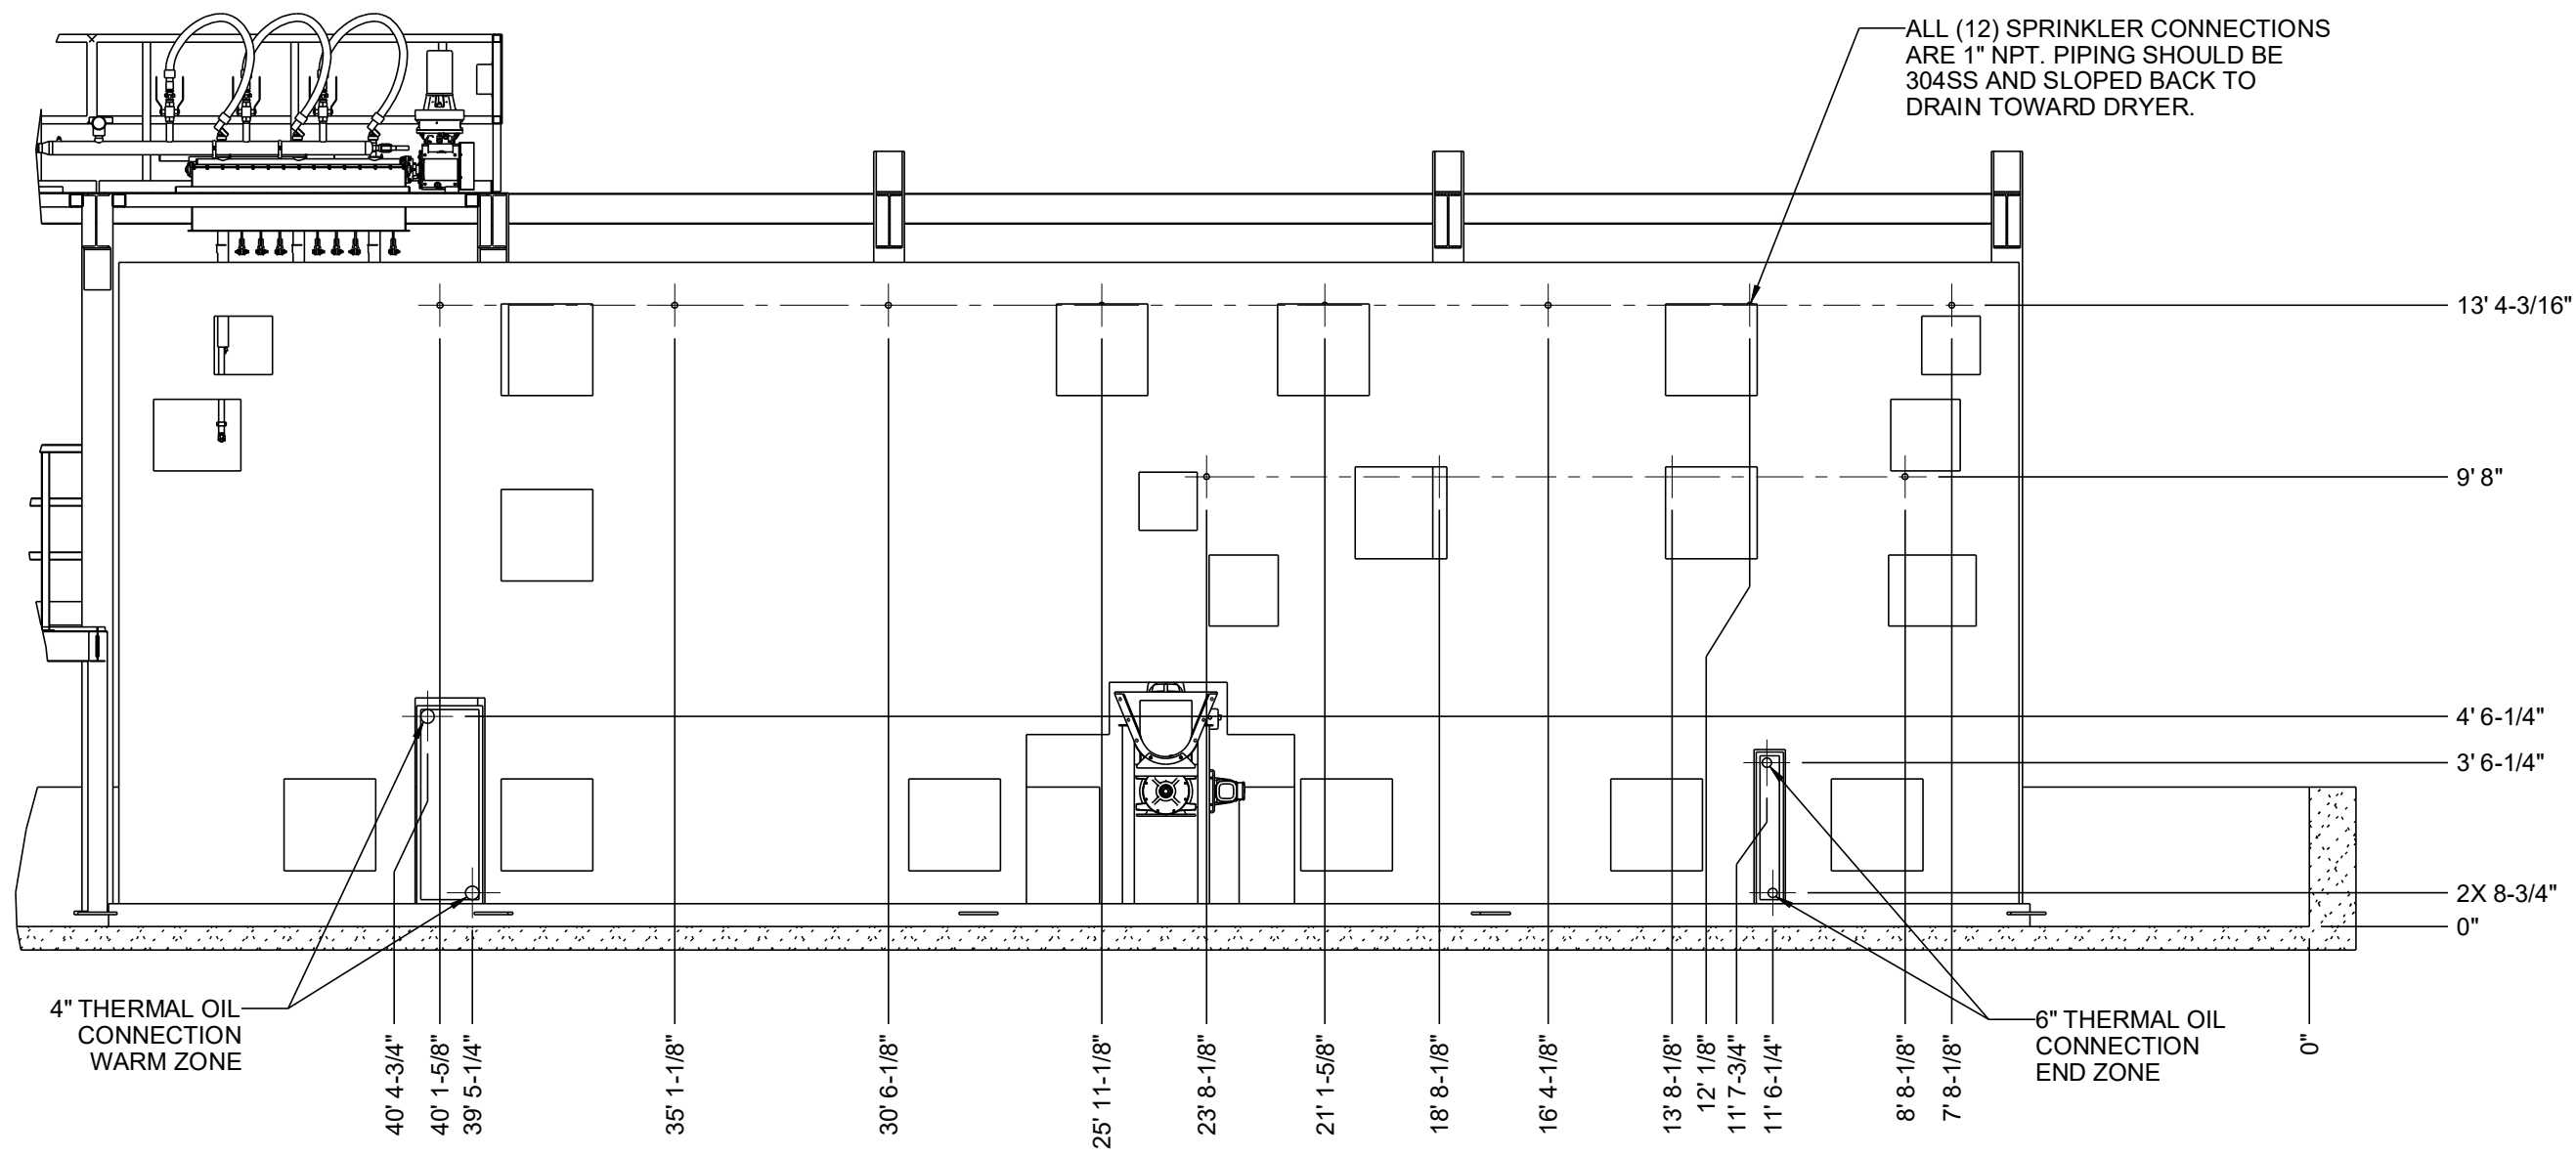 ALL (12) SPRINKLER CONNECTIONS
ARE 1" NPT. PIPING SHOULD BE
304SS AND SLOPED BACK TO
DRAIN TOWARD DRYER.
13' 4-3/16"
9' 8"
4' 6-1/4"
3' 6-1/4"
2X 8-3/4"
0"
4" THERMAL OIL
CONNECTION
WARM ZONE
40' 4-3/4"
40' 1-5/8"
39' 5-1/4"
35' 1-1/8"
30' 6-1/8"
25' 11-1/8"
23' 8-1/8"
21' 1-5/8"
18' 8-1/8"
16' 4-1/8"
13' 8-1/8"
12' 1/8"
11' 7-3/4"
11' 6-1/4"
8' 8-1/8"
7' 8-1/8"
6" THERMAL OIL
CONNECTION
END ZONE
0"